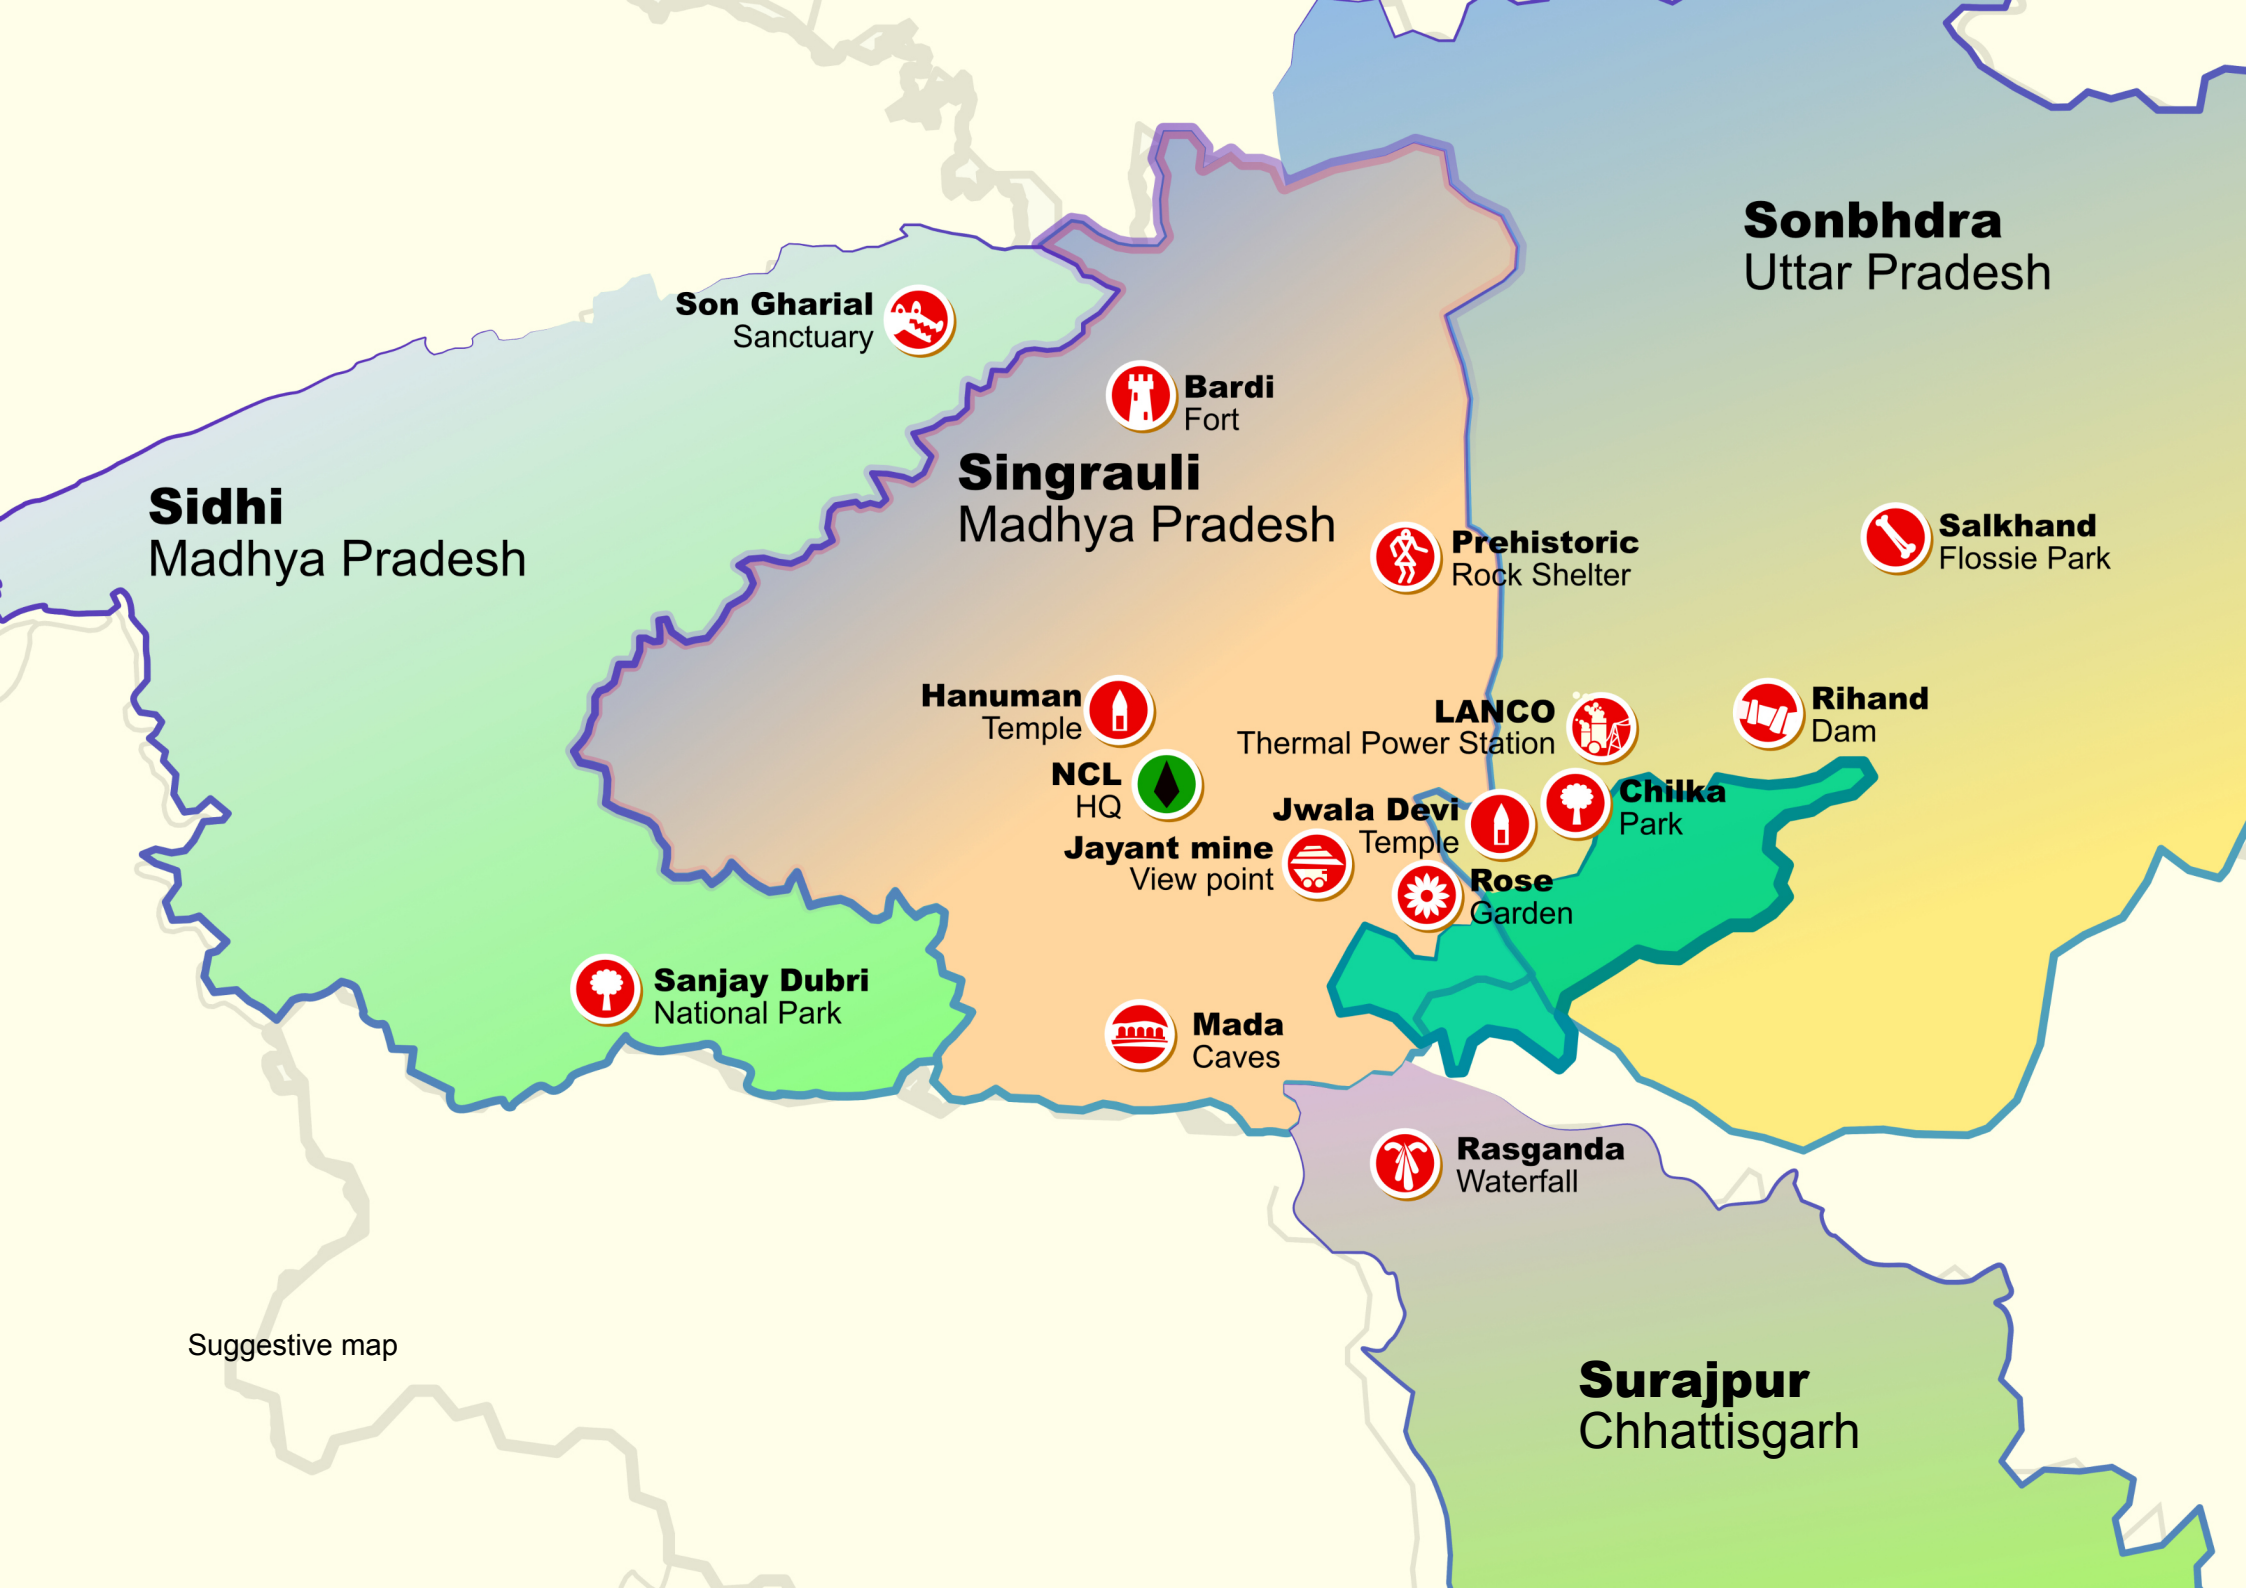 Sonbhdra
Uttar Pradesh
Son Gharial
Sanctuary
Bardi
Fort
Singrauli
Madhya Pradesh
Sidhi
Madhya Pradesh
Prehistoric
Rock Shelter
Salkhand
Flossie Park
Hanuman
Temple
LANCO
Thermal Power Station
Rihand
Dam
NCL
HQ
Jwala Devi
Temple
Chilka
Park
Jayant mine
View point
Rose
Garden
Sanjay Dubri
National Park
Mada
Caves
Rasganda
Waterfall
Suggestive map
Surajpur
Chhattisgarh